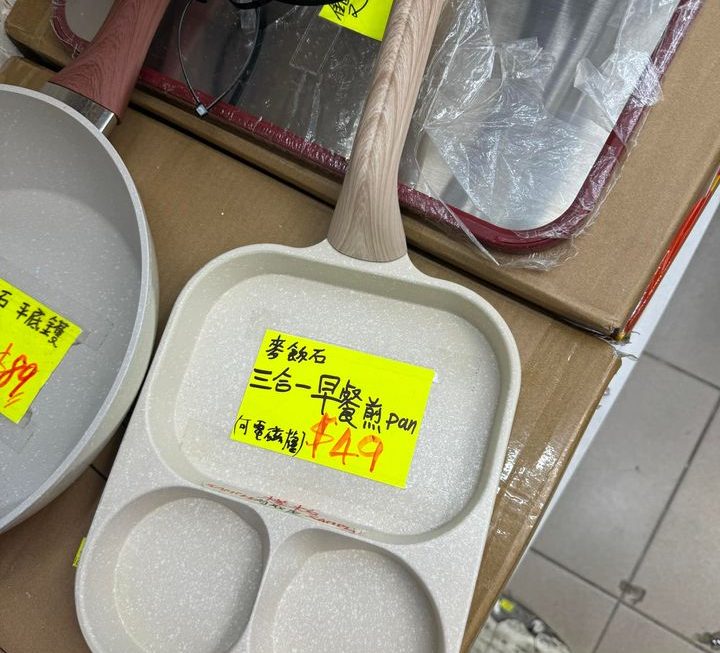 石平底鑊
$89
麥飯石
三合一早餐煎pan
(可電磁爐)
$49